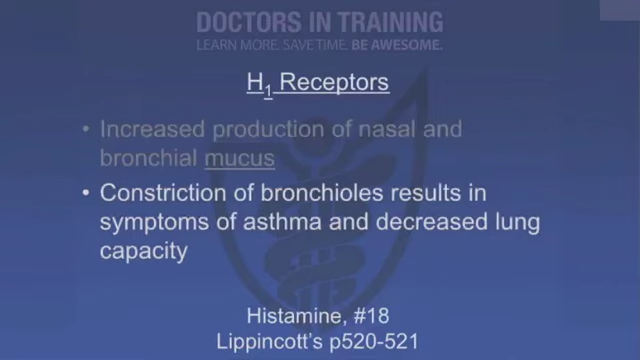 DOCTORS IN TRAINING
LEARN MORE. SAVE TIME. BE AWESOME.
H1 Receptors
• Increased production of nasal and
bronchial mucus
• Constriction of bronchioles results in
symptoms of asthma and decreased lung
capacity
Histamine, #18
Lippincott's p520-521